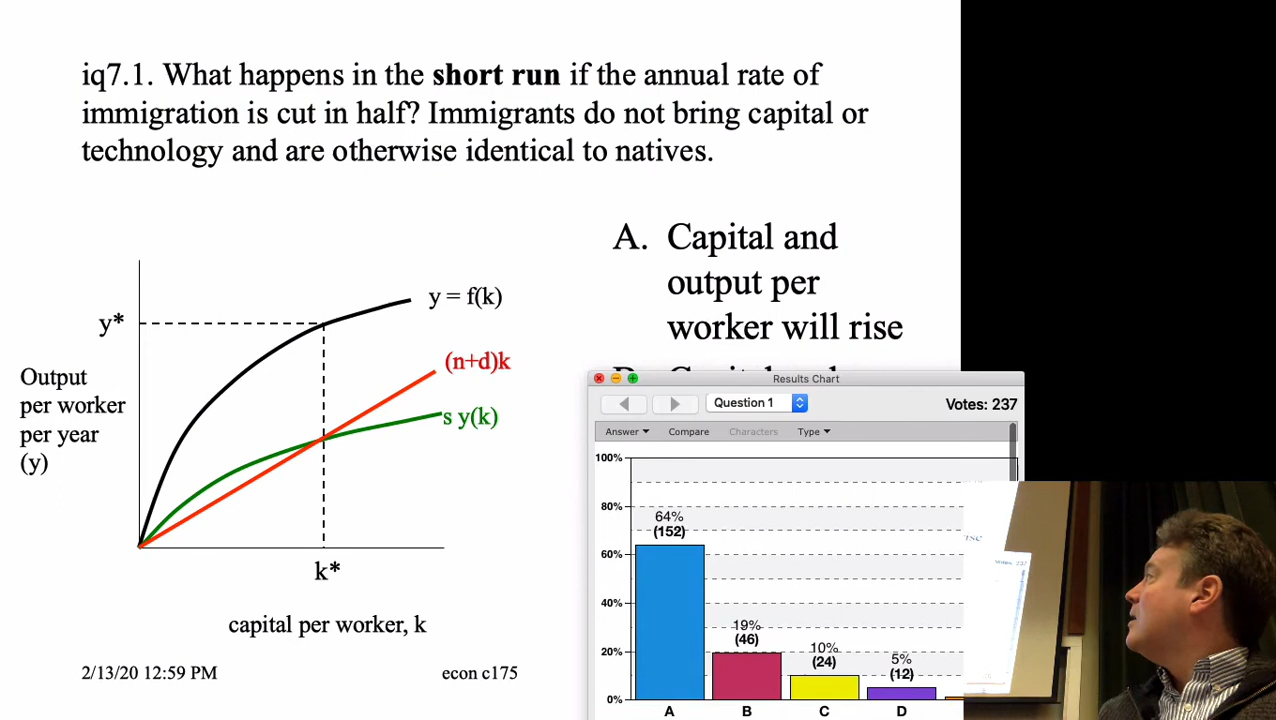 iq7.1. What happens in the short run if the annual rate of
immigration is cut in half? Immigrants do not bring capital or
technology and are otherwise identical to natives.
A. Capital and
output per
worker will rise
y = f(k)
y*
(n+d)k
Output
per worker
per year
(y)
s y(k)
k*
capital per worker, k
2/13/20 12:59 PM
econ c175
Results Chart
Question 1
Votes: 237
Answer
Compare
Characters
Type
100%
80%
60%
40%
20%
0%
64%
(152)
19%
(46)
10%
(24)
5%
(12)
A
B
C
D
Votes: 237